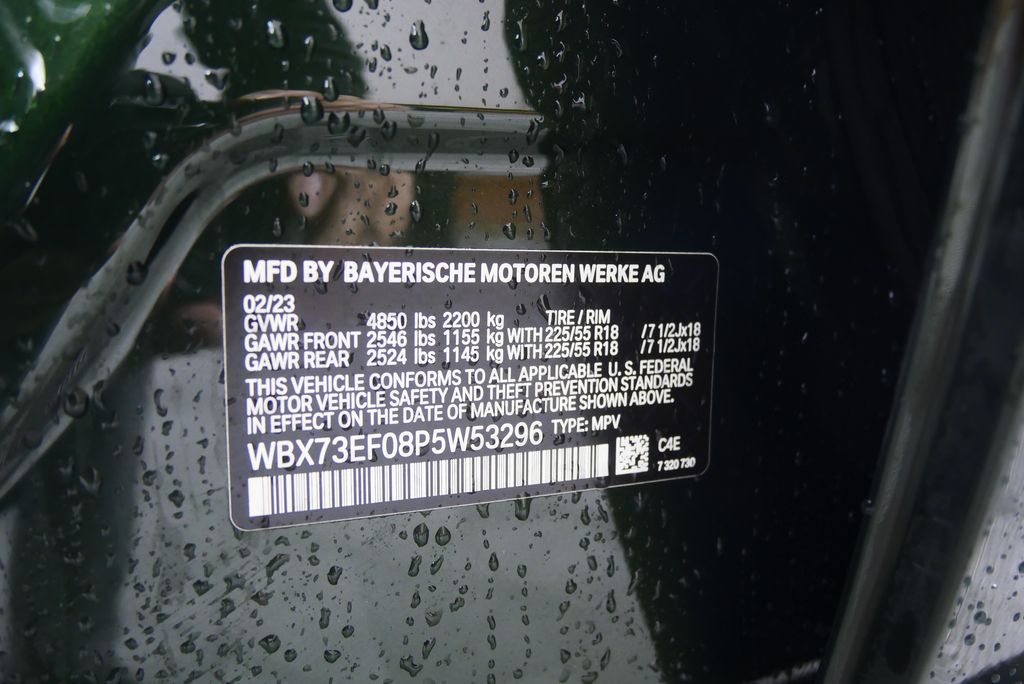 MFD BY BAYERISCHE MOTOREN WERKE AG
02/23
GVWR 4850 lbs 2200 kg TIRE / RIM
GAWR FRONT 2546 lbs 1155 kg WITH 225/55 R18 /7 1/2Jx18
GAWR REAR 2524 lbs 1145 kg WITH 225/55 R18 /7 1/2Jx18
THIS VEHICLE CONFORMS TO ALL APPLICABLE U.S. FEDERAL
MOTOR VEHICLE SAFETY AND THEFT PREVENTION STANDARDS
IN EFFECT ON THE DATE OF MANUFACTURE SHOWN ABOVE.
WBX73EF08P5W53296 TYPE: MPV
C4E
7 320 730